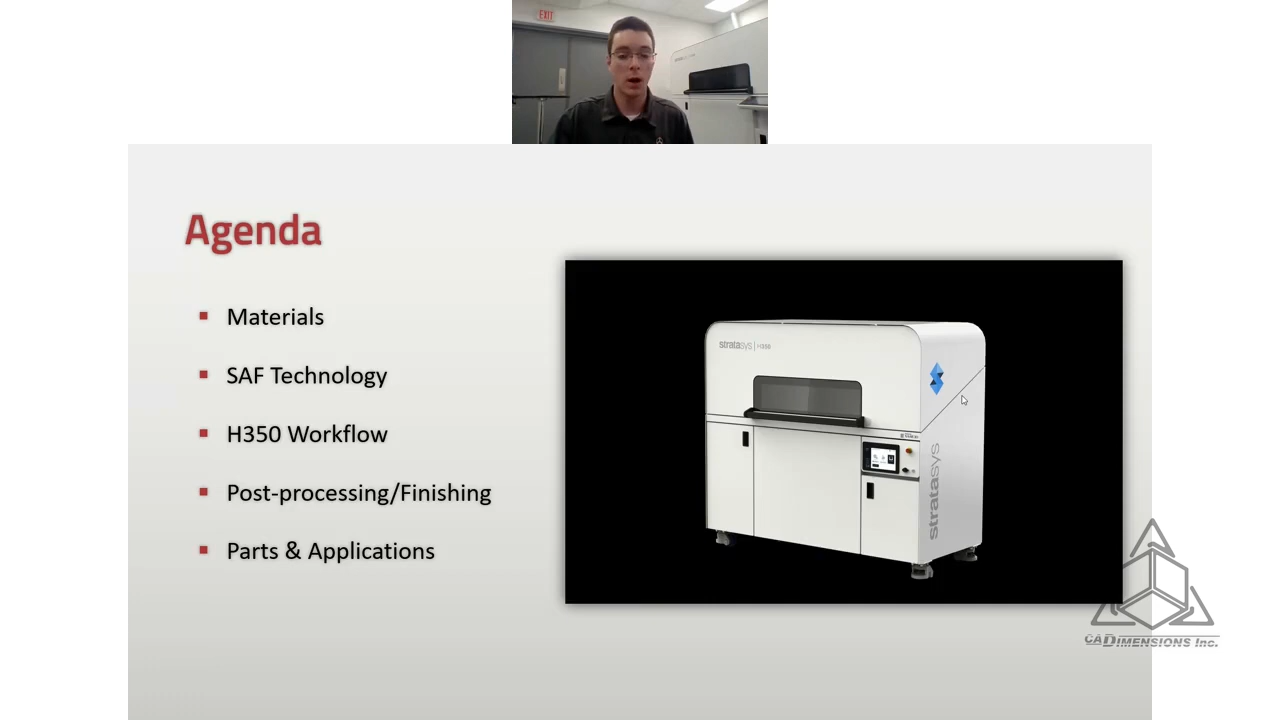 EXIT
Agenda
Materials
SAF Technology
H350 Workflow
Post-processing/Finishing
Parts & Applications
stratasys | H350
stratasys
CADIMENSIONS Inc.